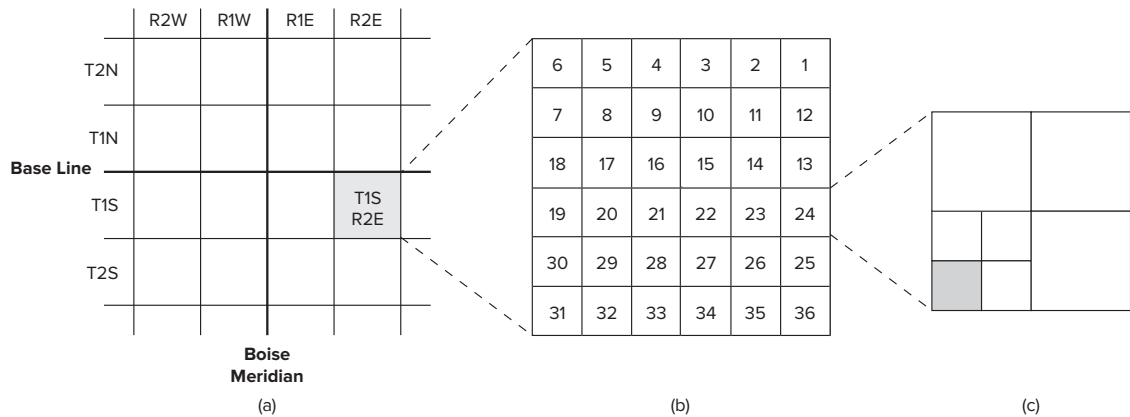 R2W R1W R1E R2E
T2N
T1N
Base Line
T1S
T1S
R2E
T2S
Boise
Meridian
(a)
6 5 4 3 2 1
7 8 9 10 11 12
18 17 16 15 14 13
19 20 21 22 23 24
30 29 28 27 26 25
31 32 33 34 35 36
(b)
(c)